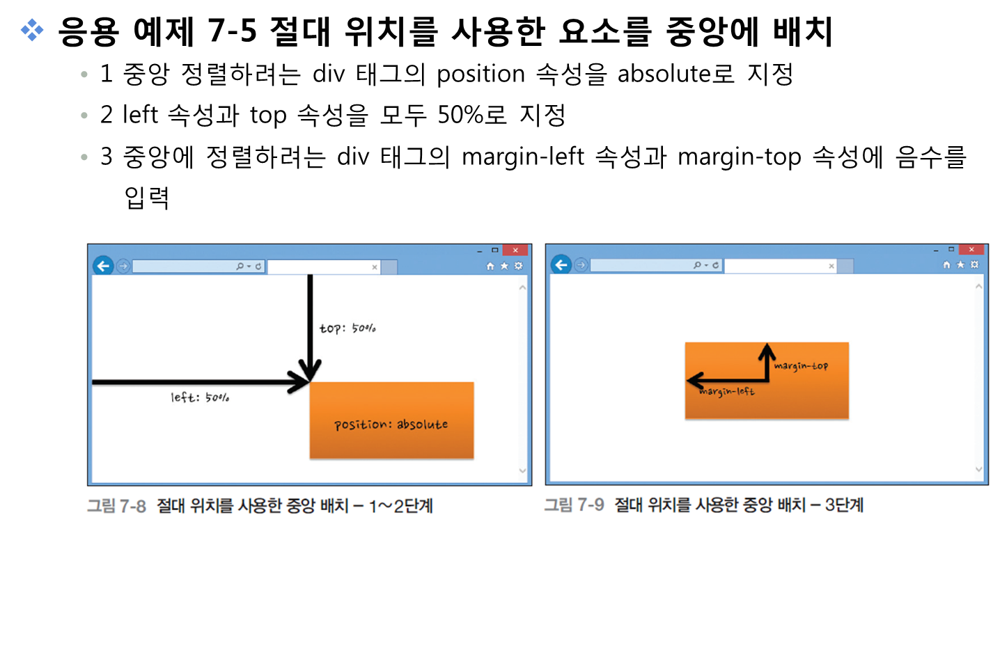 응용 예제 7-5 절대 위치를 사용한 요소를 중앙에 배치
1 중앙 정렬하려는 div 태그의 position 속성을 absolute로 지정
2 left 속성과 top 속성을 모두 50%로 지정
3 중앙에 정렬하려는 div 태그의 margin-left 속성과 margin-top 속성에 음수를
입력
top: 50%
left: 50%
position: absolute
그림 7-8 절대 위치를 사용한 중앙 배치 – 1~2단계
margin-top
margin-left
그림 7-9 절대 위치를 사용한 중앙 배치 – 3단계